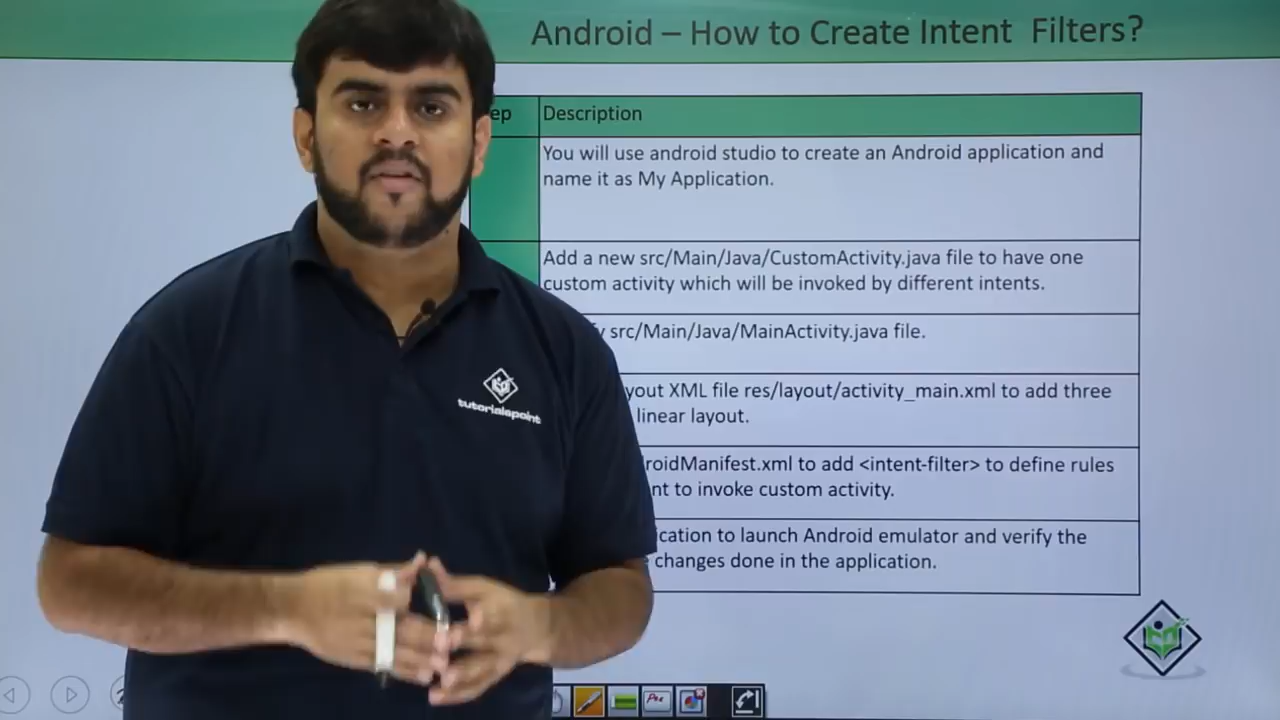 Android – How to Create Intent Filters?
ep Description
You will use android studio to create an Android application and
name it as My Application.
Add a new src/Main/Java/CustomActivity.java file to have one
custom activity which will be invoked by different intents.
src/Main/Java/MainActivity.java file.
yout XML file res/layout/activity_main.xml to add three
linear layout.
roidManifest.xml to add <intent-filter> to define rules
nt to invoke custom activity.
ication to launch Android emulator and verify the
changes done in the application.
tutorialspoint